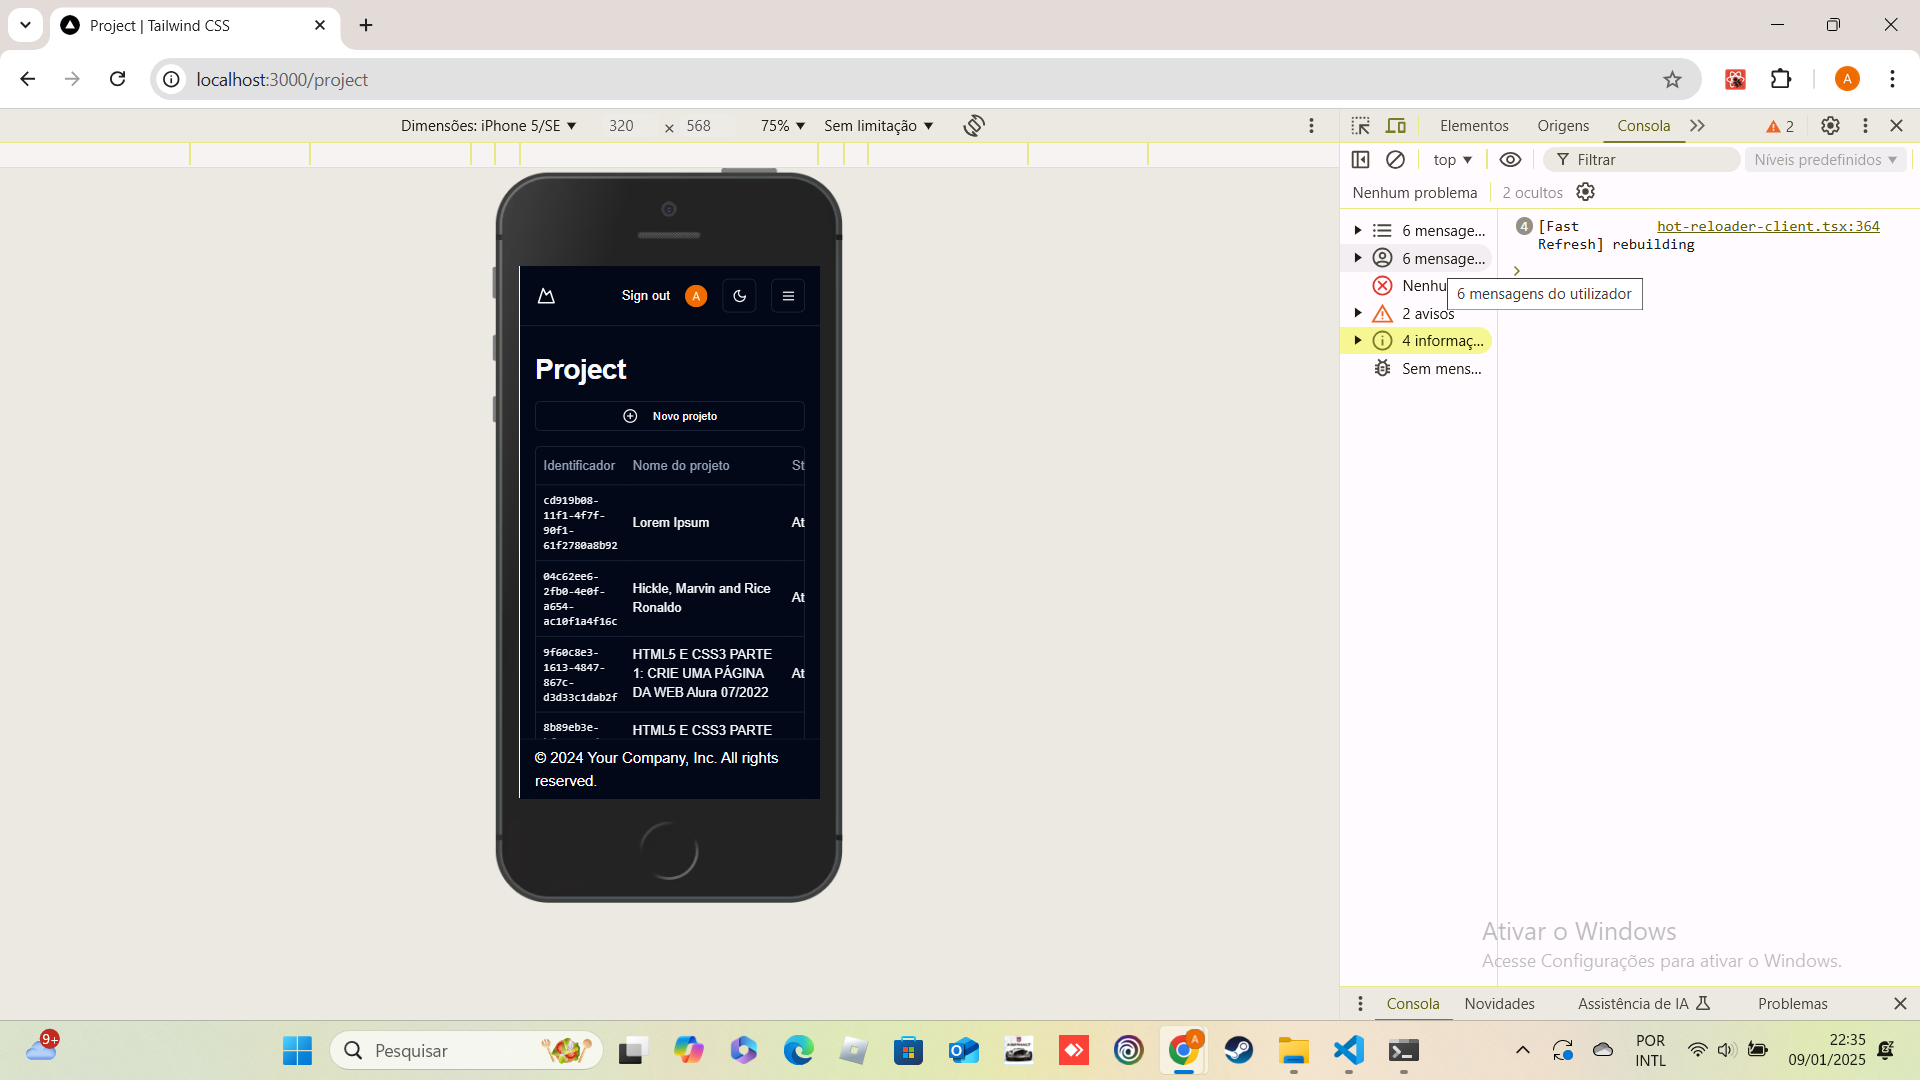 Project | Tailwind CSS
localhost:3000/project
A
Dimensões: iPhone 5/SE
320 x 568
75%
Sem limitação
Elementos
Origens
Consola
2
top
Filtrar
Níveis predefinidos
Nenhum problema
2 ocultos
6 mensage...
6 mensage...
Nenhu
2 avisos
4 informaç...
Sem mens...
6 mensagens do utilizador
4
[Fast
hot-reloader-client.tsx:364
Refresh] rebuilding
Sign out
A
Project
Novo projeto
Identificador
Nome do projeto
St
cd919b08-
11f1-4f7f-
90f1-
61f2780a8b92
Lorem Ipsum
At
04c62ee6-
2fb0-4e0f-
a654-
ac10f1a4f16c
Hickle, Marvin and Rice
Ronaldo
At
9f60c8e3-
1613-4847-
867c-
d3d33c1dab2f
HTML5 E CSS3 PARTE
1: CRIE UMA PÁGINA
DA WEB Alura 07/2022
At
8b89eb3e-
HTML5 E CSS3 PARTE
© 2024 Your Company, Inc. All rights
reserved.
Ativar o Windows
Acesse Configurações para ativar o Windows.
Consola
Novidades
Assistência de IA
Problemas
9+
Pesquisar
A
POR
INTL
22:35
09/01/2025